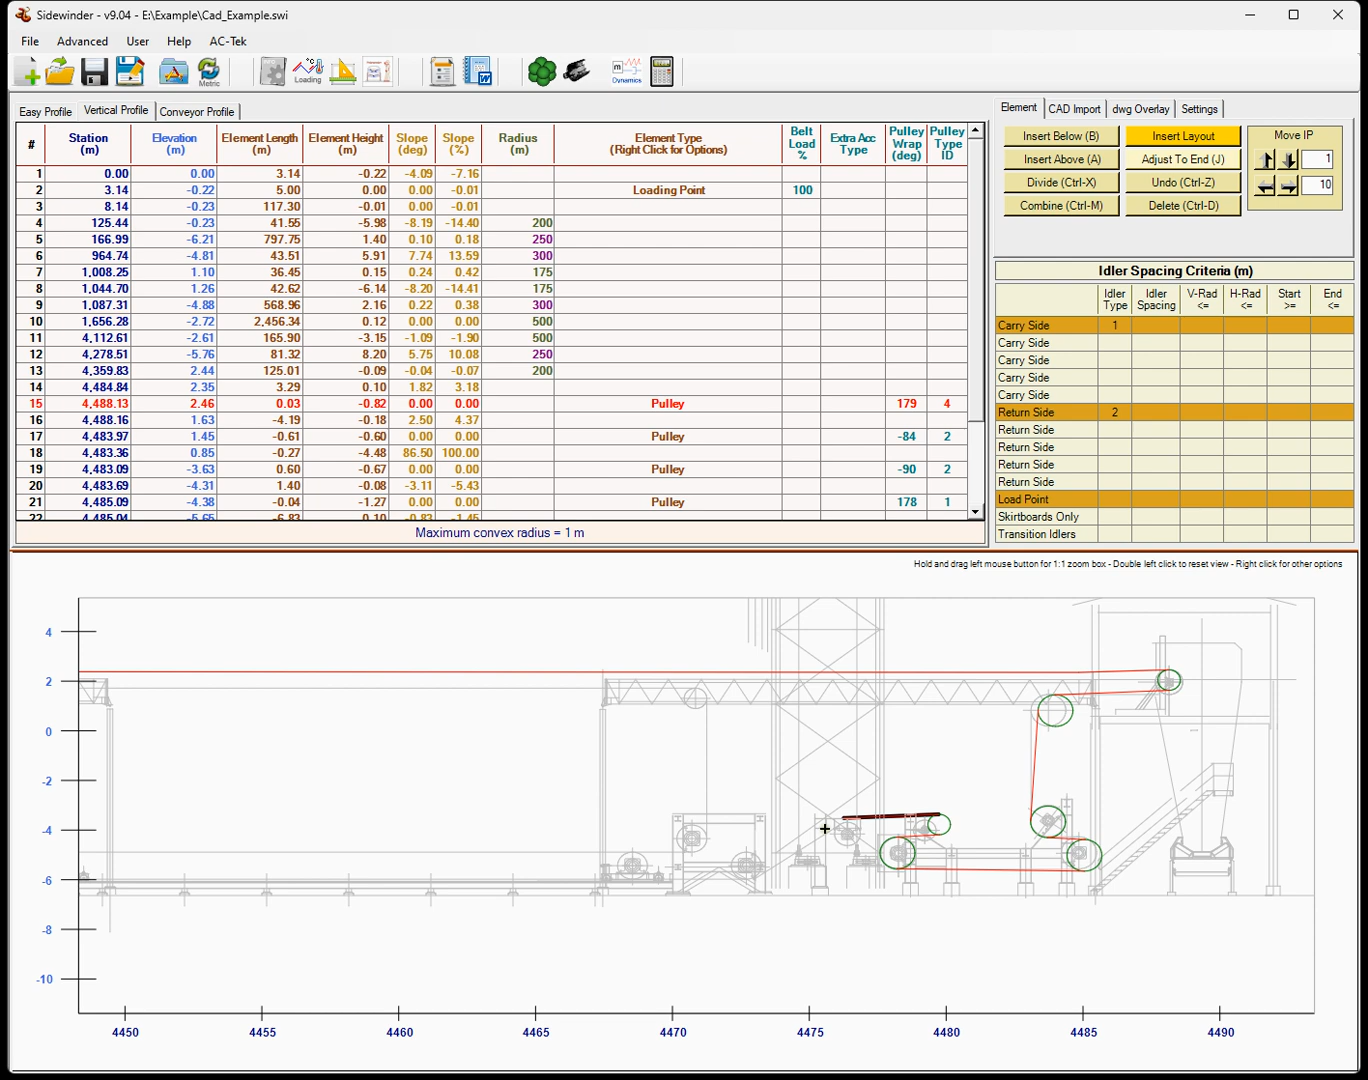 Sidewinder - v9.04 - E:\Example\Cad_Example.swi
File Advanced User Help AC-Tek
Metric Loading Dynamics
Easy Profile Vertical Profile Conveyor Profile
Element CAD Import dwg Overlay Settings
# Station (m) Elevation (m) Element Length (m) Element Height (m) Slope (deg) Slope (%) Radius (m) Element Type (Right Click for Options) Belt Load % Extra Acc Type Pulley Wrap (deg) Pulley Type ID
1 0.00 0.00 3.14 -0.22 -4.09 -7.16
2 3.14 -0.22 5.00 0.00 0.00 -0.01 Loading Point 100
3 8.14 -0.23 117.30 -0.01 0.00 -0.01
4 125.44 -0.23 41.55 -5.98 -8.19 -14.40 200
5 166.99 -6.21 797.75 1.40 0.10 0.18 250
6 964.74 -4.81 43.51 5.91 7.74 13.59 300
7 1,008.25 1.10 36.45 0.15 0.24 0.42 175
8 1,044.70 1.26 42.62 -6.14 -8.20 -14.41 175
9 1,087.31 -4.88 568.96 2.16 0.22 0.38 300
10 1,656.28 -2.72 2,456.34 0.12 0.00 0.00 500
11 4,112.61 -2.61 165.90 -3.15 -1.09 -1.90 500
12 4,278.51 -5.76 81.32 8.20 5.75 10.08 250
13 4,359.83 2.44 125.01 -0.09 -0.04 -0.07 200
14 4,484.84 2.35 3.29 0.10 1.82 3.18
15 4,488.13 2.46 0.03 -0.82 0.00 0.00 Pulley 179 4
16 4,488.16 1.63 -4.19 -0.18 2.50 4.37
17 4,483.97 1.45 -0.61 -0.60 0.00 0.00 Pulley -84 2
18 4,483.36 0.85 -0.27 -4.48 86.50 100.00
19 4,483.09 -3.63 0.60 -0.67 0.00 0.00 Pulley -90 2
20 4,483.69 -4.31 1.40 -0.08 -3.11 -5.43
21 4,485.09 -4.38 -0.04 -1.27 0.00 0.00 Pulley 178 1
22 4,485.04 -5.65 -6.83 0.10 -0.83 -1.45
Maximum convex radius = 1 m
Insert Below (B) Insert Layout Move IP
Insert Above (A) Adjust To End (J) 1
Divide (Ctrl-X) Undo (Ctrl-Z) 10
Combine (Ctrl-M) Delete (Ctrl-D)
Idler Spacing Criteria (m)
Idler Type Idler Spacing V-Rad <= H-Rad <= Start >= End <=
Carry Side 1
Carry Side
Carry Side
Carry Side
Carry Side
Return Side 2
Return Side
Return Side
Return Side
Return Side
Load Point
Skirtboards Only
Transition Idlers
Hold and drag left mouse button for 1:1 zoom box - Double left click to reset view - Right click for other options
4
2
0
-2
-4
-6
-8
-10
4450 4455 4460 4465 4470 4475 4480 4485 4490